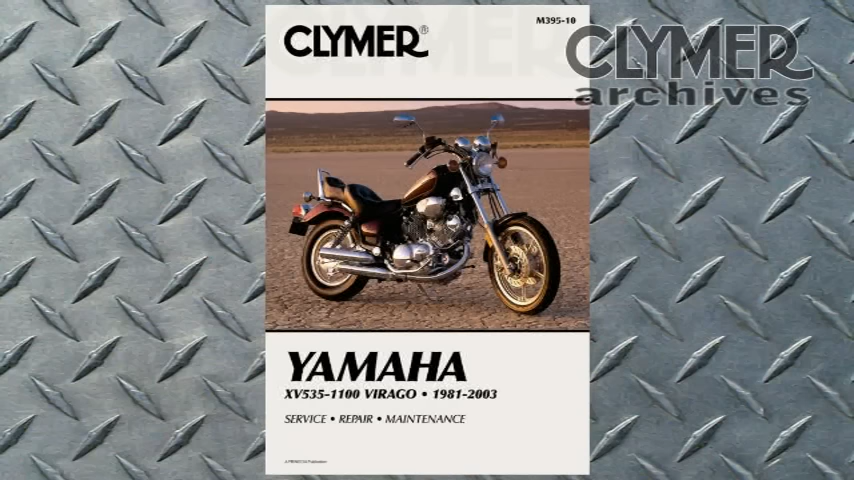 CLYMER®
M395-10
CLYMER
archives
YAMAHA
XV535-1100 VIRAGO • 1981-2003
SERVICE • REPAIR • MAINTENANCE